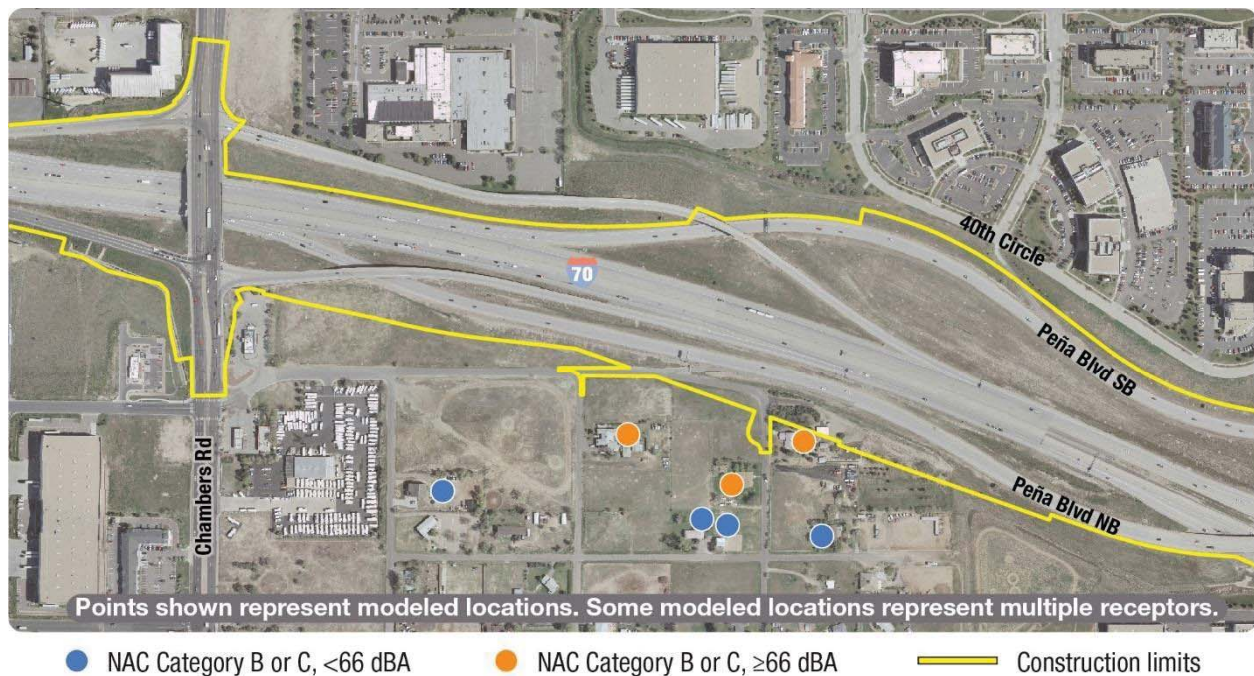 40th Circle
70
Peña Blvd SB
Chambers Rd
Peña Blvd NB
Points shown represent modeled locations. Some modeled locations represent multiple receptors.
NAC Category B or C, <66 dBA
NAC Category B or C, ≥66 dBA
Construction limits